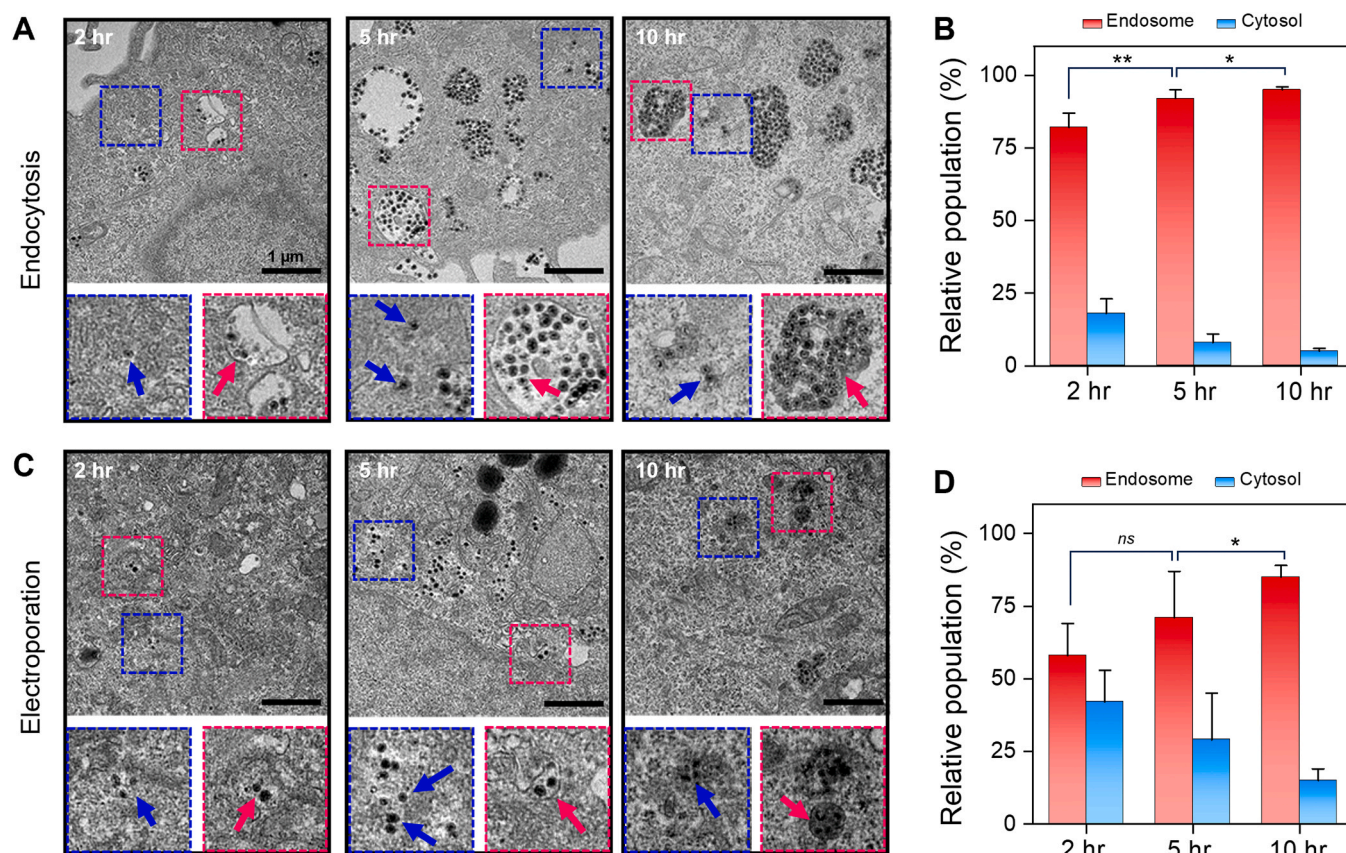 A
2 hr
5 hr
10 hr
1 μm
Endocytosis
B
Endosome
Cytosol
Relative population (%)
100
75
50
25
0
**
*
2 hr
5 hr
10 hr
C
2 hr
5 hr
10 hr
Electroporation
D
Endosome
Cytosol
Relative population (%)
100
75
50
25
0
ns
*
2 hr
5 hr
10 hr